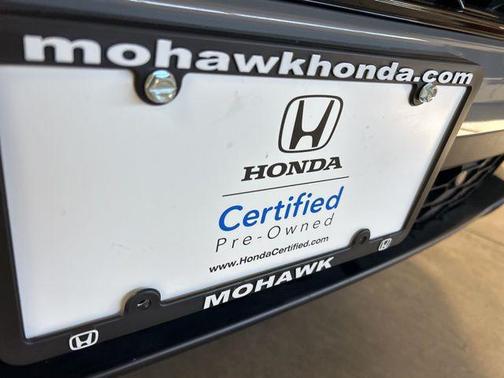 mohawkhonda.com
HONDA
Certified
Pre-Owned
www.HondaCertified.com
MOHAWK